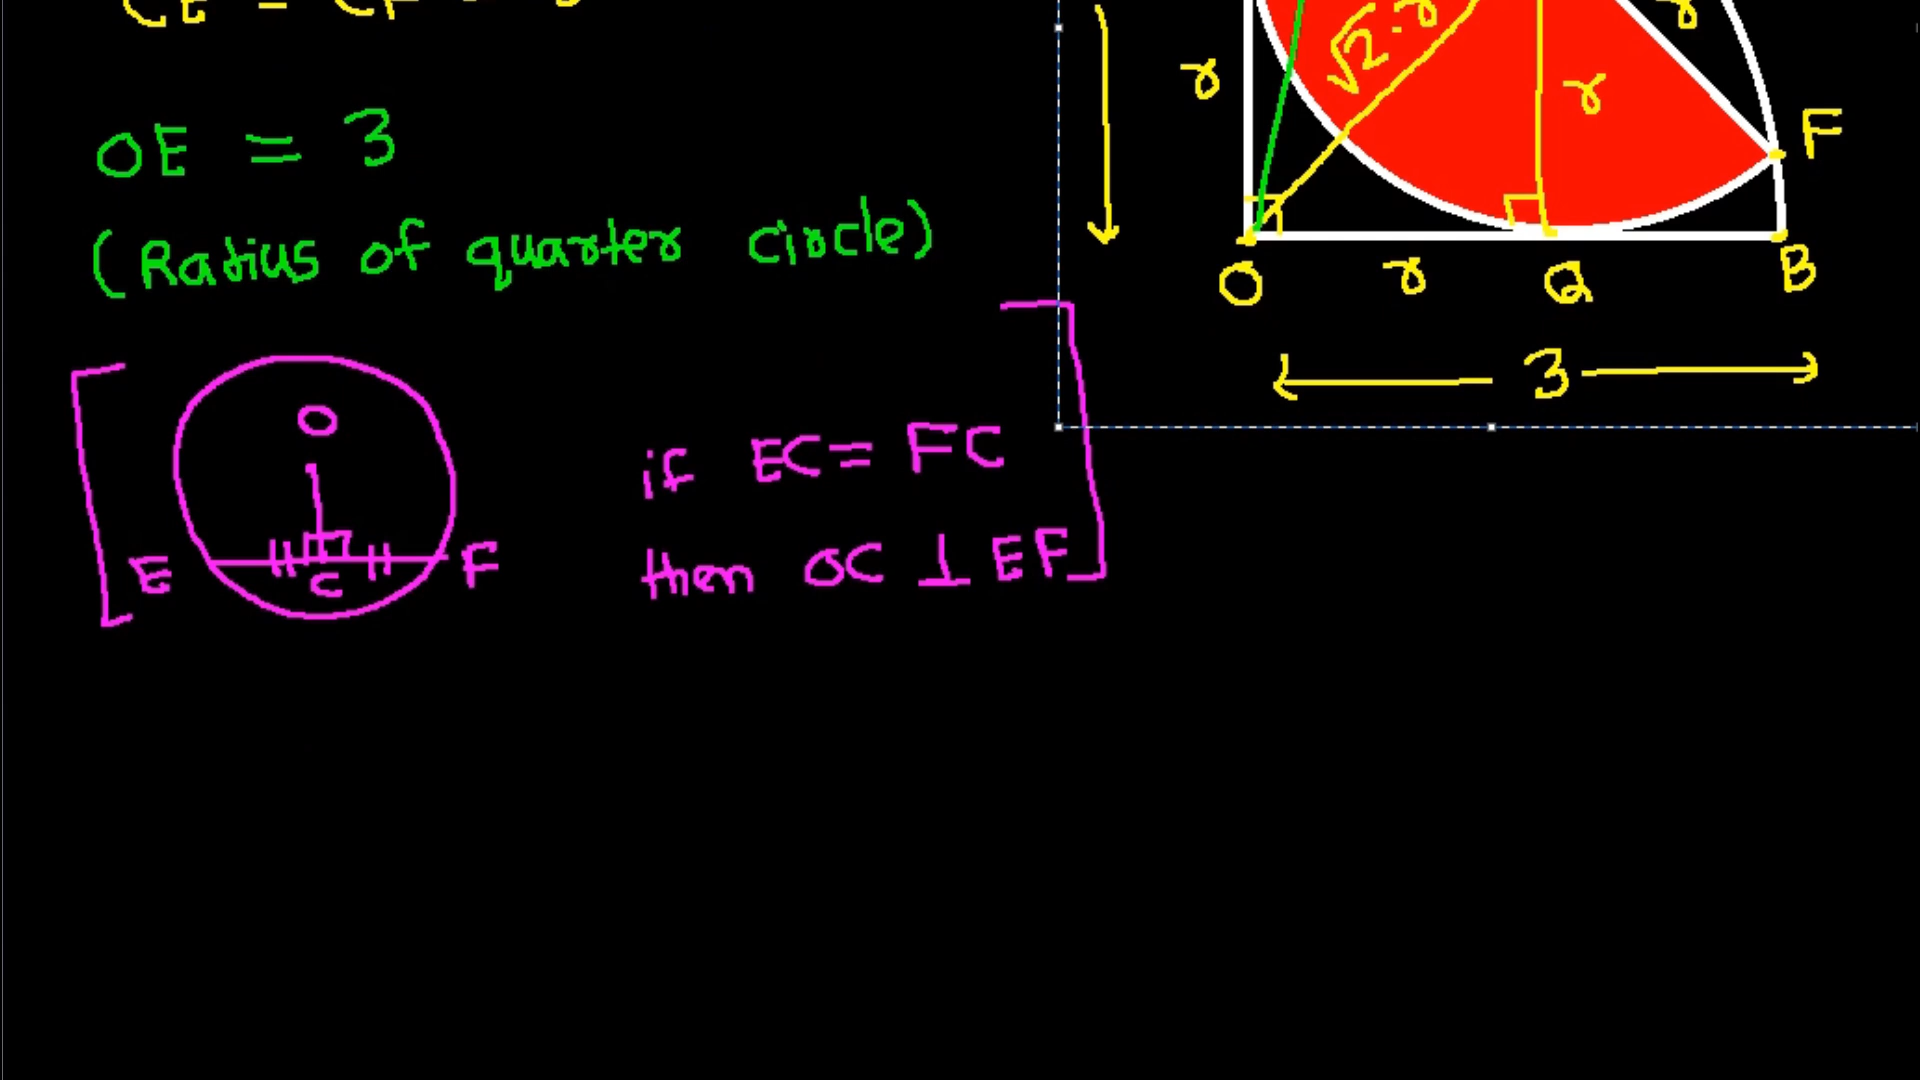 OE = 3
(Radius of quarter circle)
O
E
C
F
if EC = FC
then OC ⊥ EF
√2·r
r
r
r
F
O
r
Q
B
3